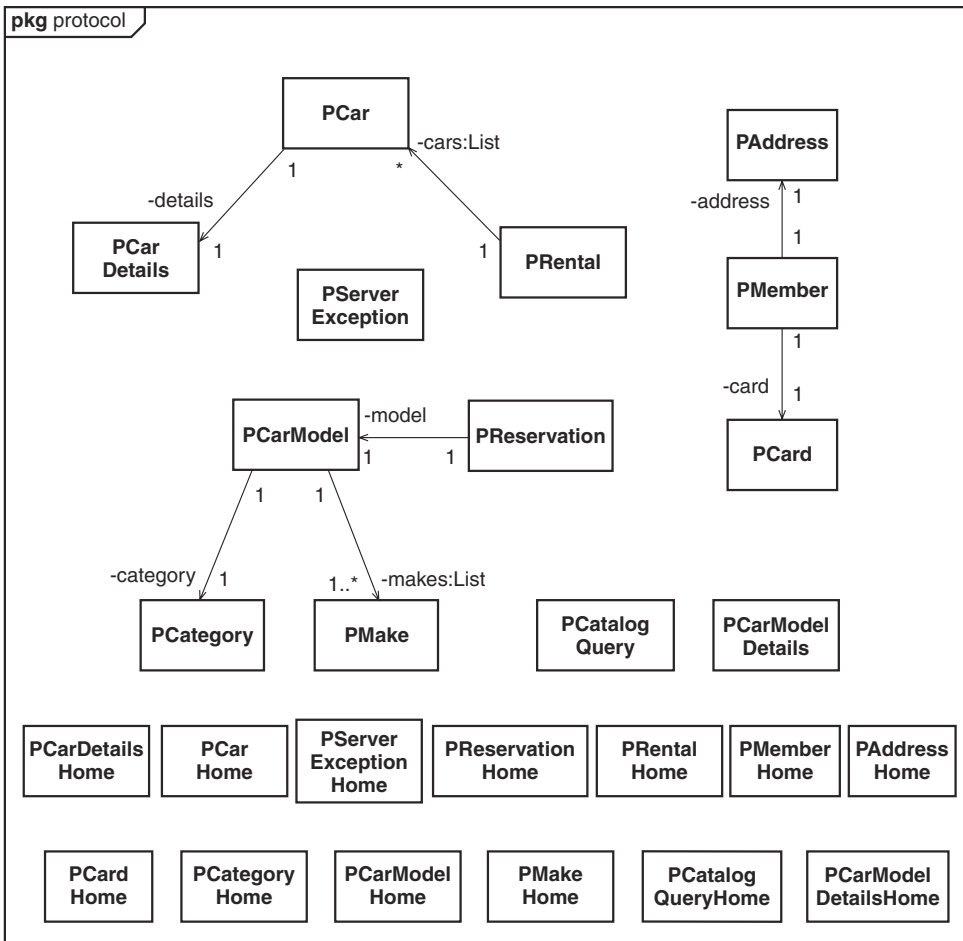 pkg protocol
PCar
-cars:List
1
*
-details
PCar
Details
1
1
PRental
PServer
Exception
PAddress
-address
1
1
PMember
1
-card
1
PCard
PCarModel
-model
1
1
PReservation
1
1
-category
1
1..*
-makes:List
PCategory
PMake
PCatalog
Query
PCarModel
Details
PCarDetails
Home
PCar
Home
PServer
Exception
Home
PReservation
Home
PRental
Home
PMember
Home
PAddress
Home
PCard
Home
PCategory
Home
PCarModel
Home
PMake
Home
PCatalog
QueryHome
PCarModel
DetailsHome